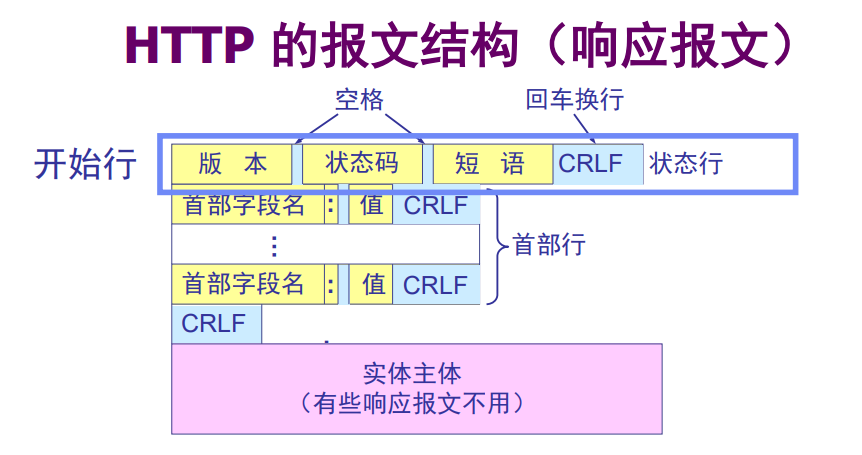 HTTP 的报文结构（响应报文）
空格 回车换行
开始行 版 本 状态码 短 语 CRLF 状态行
首部字段名 : 值 CRLF
⋮ 首部行
首部字段名 : 值 CRLF
CRLF
实体主体
（有些响应报文不用）